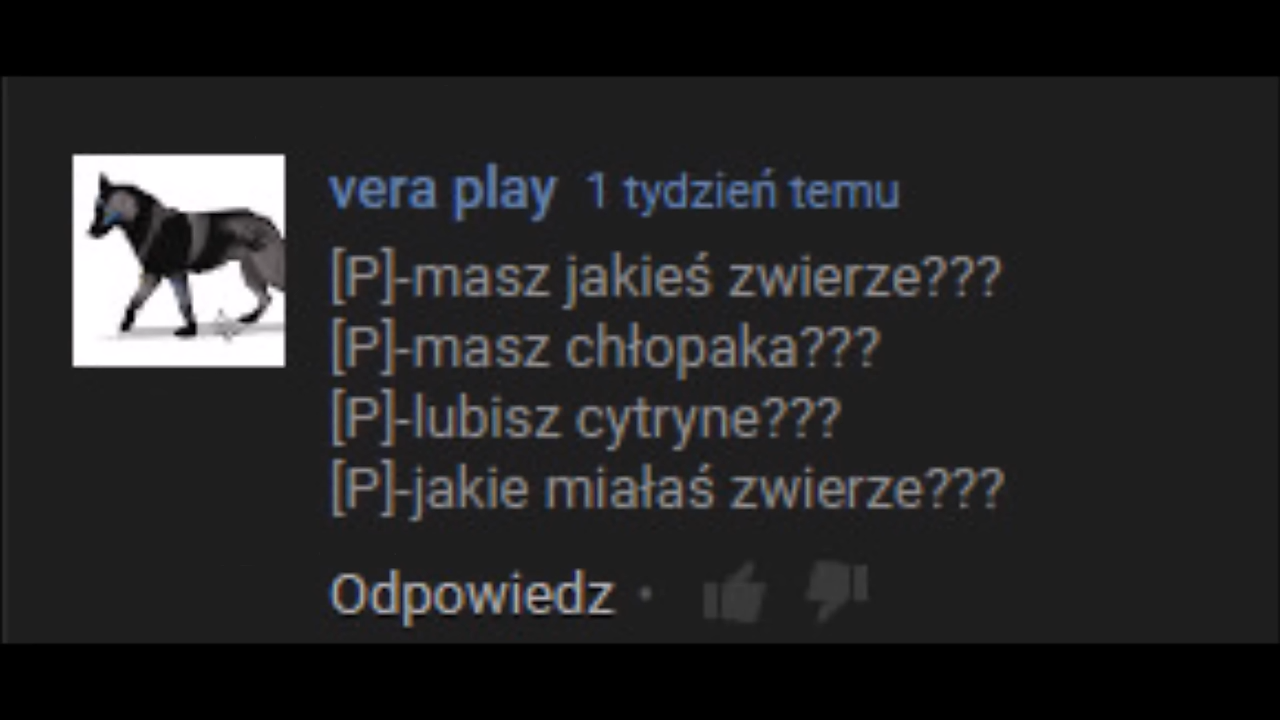 vera play 1 tydzień temu
[P]-masz jakieś zwierze???
[P]-masz chłopaka???
[P]-lubisz cytryne???
[P]-jakie miałaś zwierze???
Odpowiedz